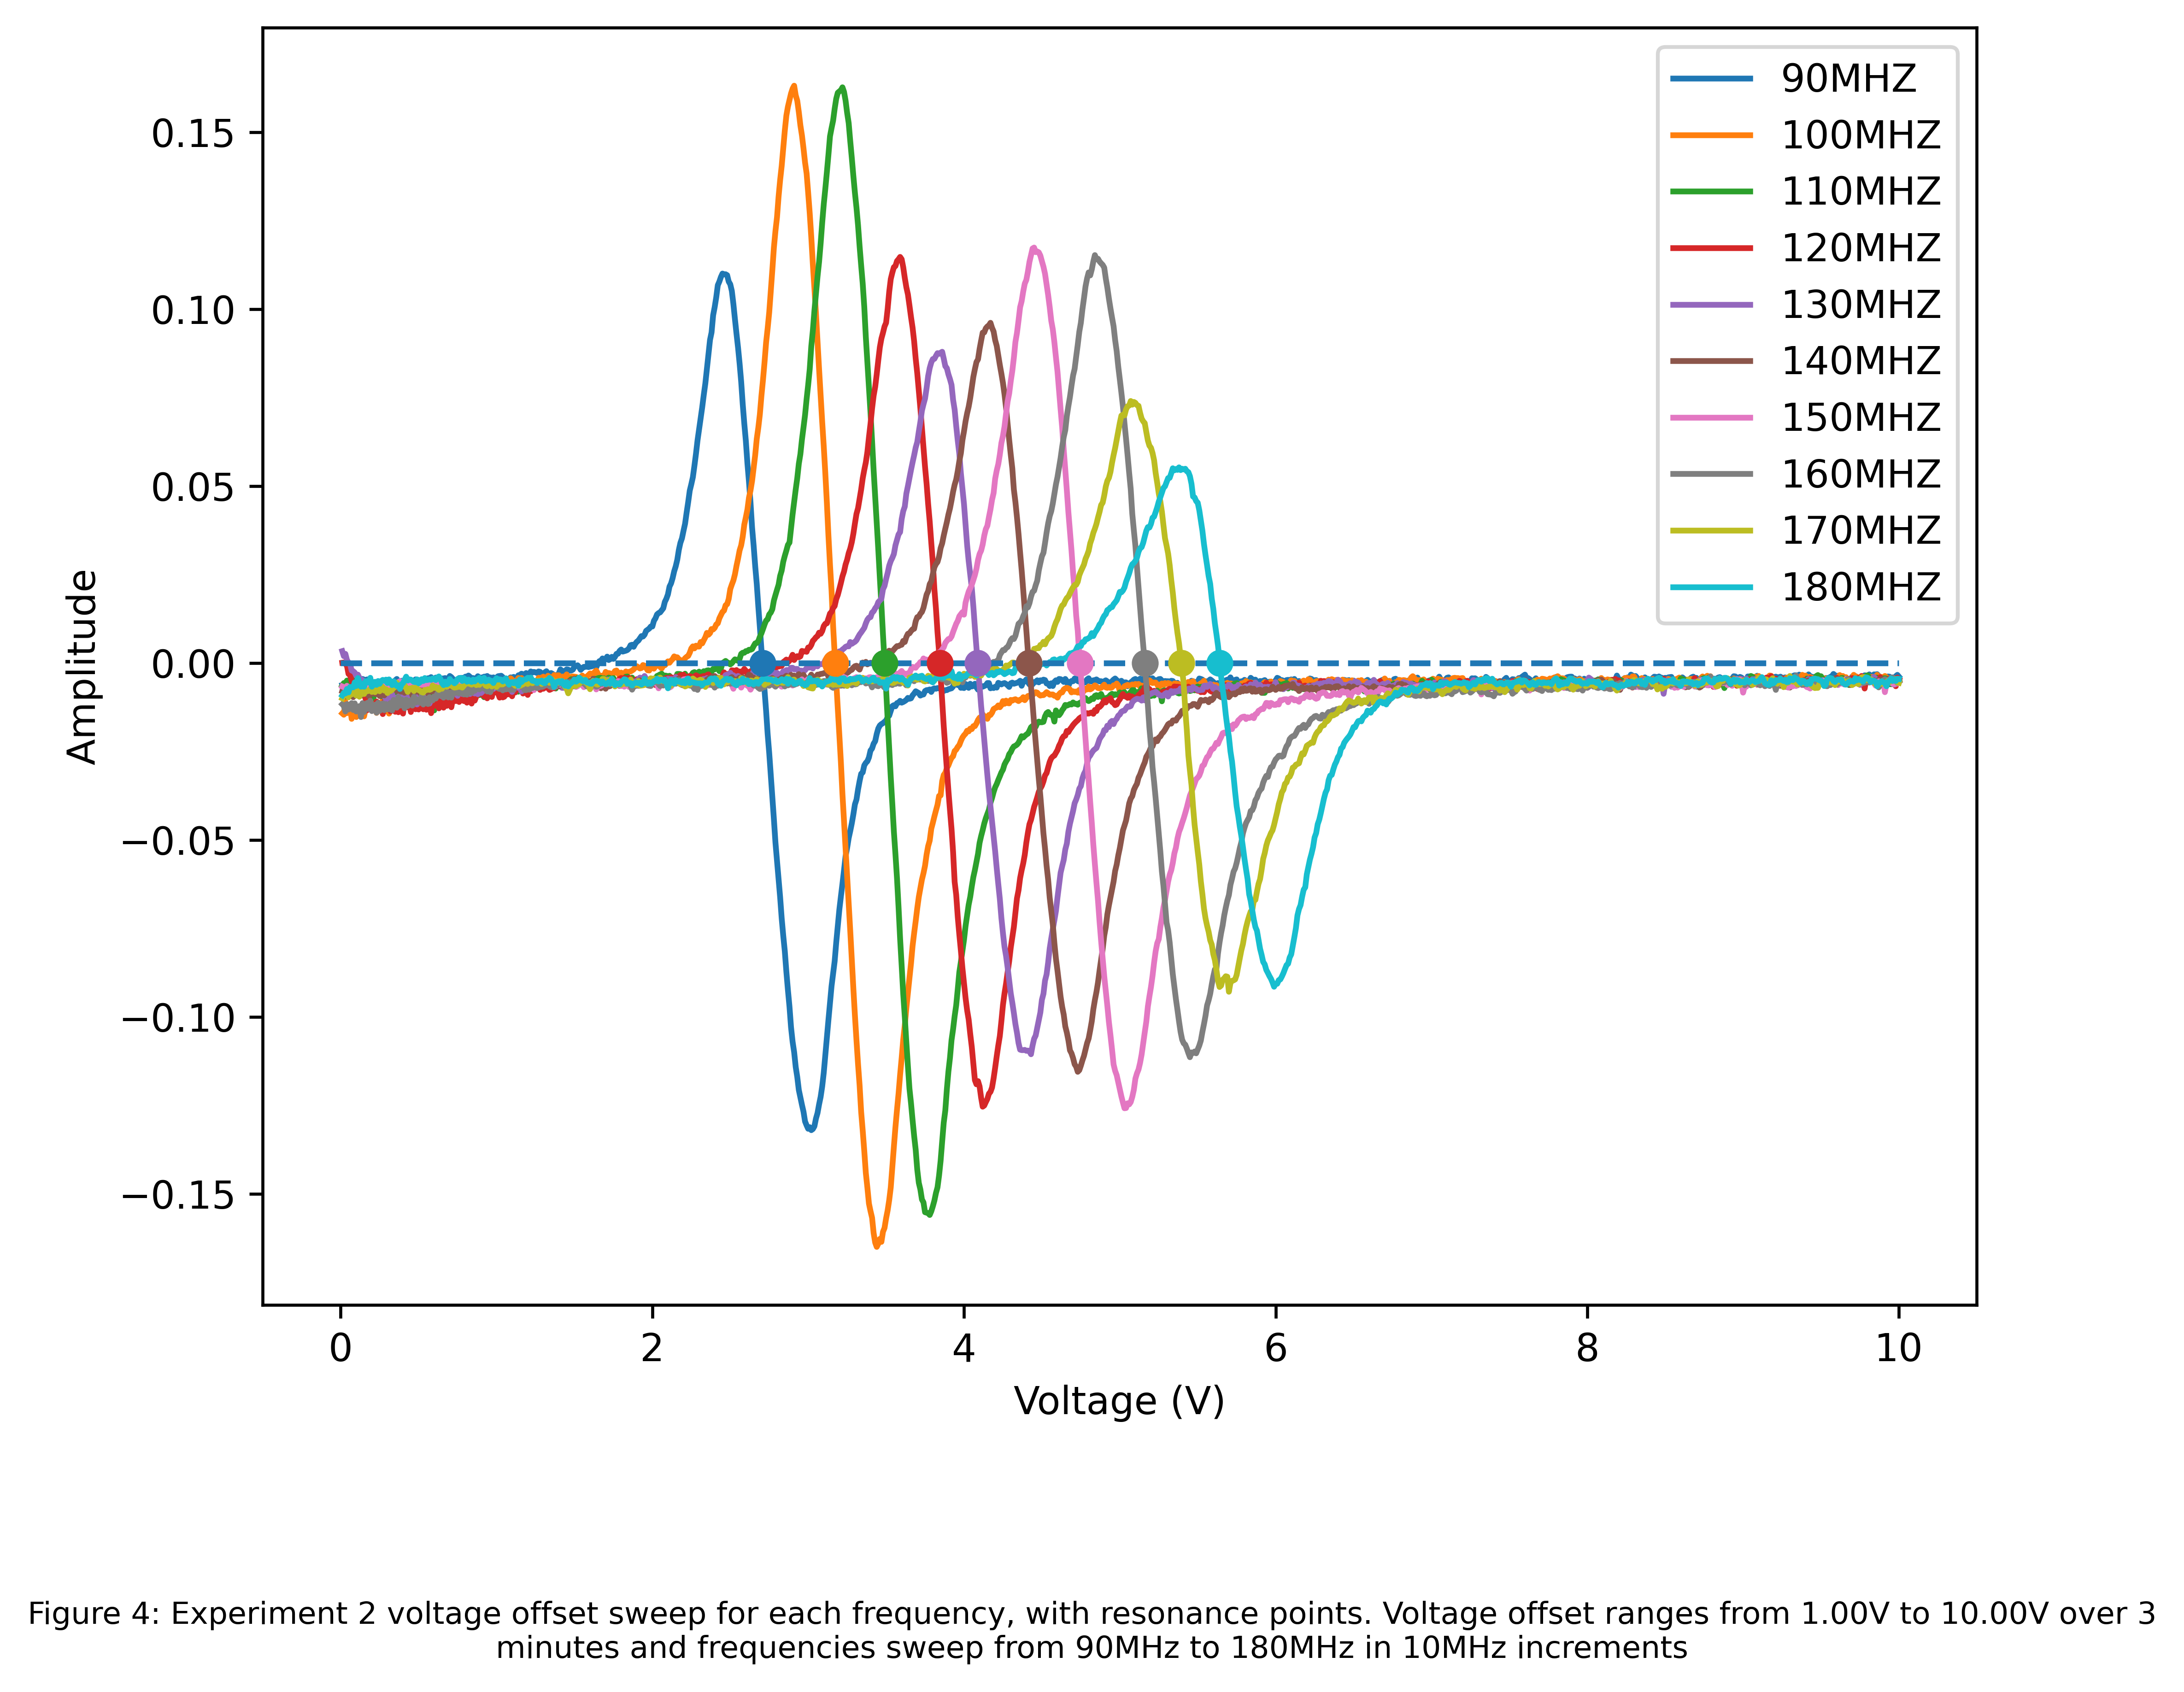 0.15
0.10
0.05
0.00
−0.05
−0.10
−0.15
Amplitude
0
2
4
6
8
10
Voltage (V)
90MHZ
100MHZ
110MHZ
120MHZ
130MHZ
140MHZ
150MHZ
160MHZ
170MHZ
180MHZ
Figure 4: Experiment 2 voltage offset sweep for each frequency, with resonance points. Voltage offset ranges from 1.00V to 10.00V over 3
minutes and frequencies sweep from 90MHz to 180MHz in 10MHz increments